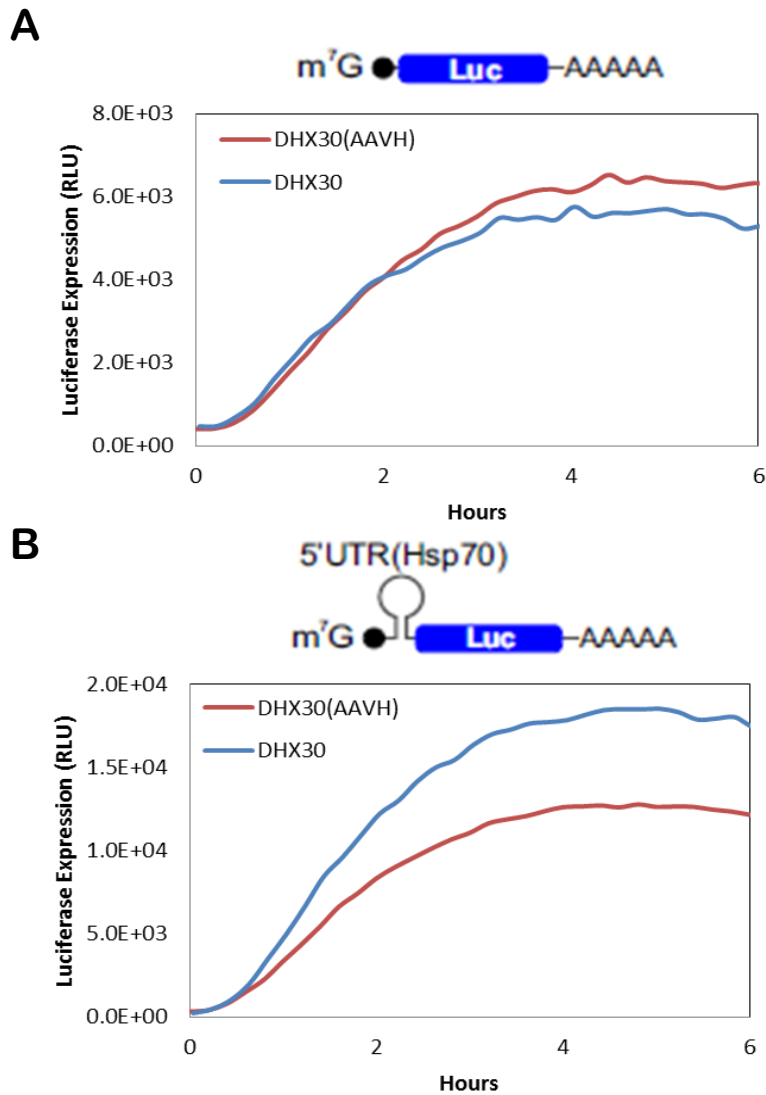 A
m⁷G Luc AAAAA
8.0E+03
DHX30(AAVH)
DHX30
6.0E+03
4.0E+03
2.0E+03
0.0E+00
Luciferase Expression (RLU)
0 2 4 6
Hours
B
5'UTR(Hsp70)
m⁷G Luc AAAAA
2.0E+04
DHX30(AAVH)
DHX30
1.5E+04
1.0E+04
5.0E+03
0.0E+00
Luciferase Expression (RLU)
0 2 4 6
Hours